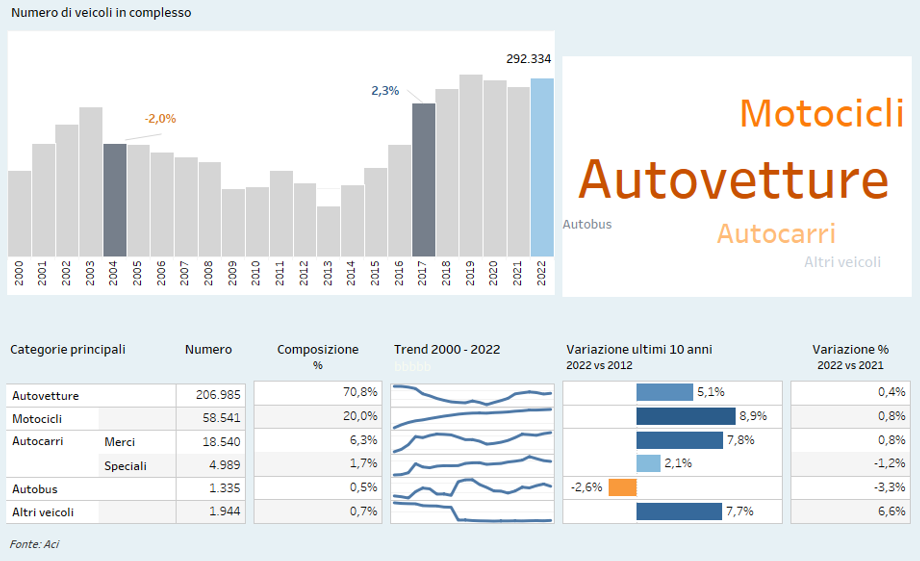 Numero di veicoli in complesso
292.334
2,3%
-2,0%
2000 2001 2002 2003 2004 2005 2006 2007 2008 2009 2010 2011 2012 2013 2014 2015 2016 2017 2018 2019 2020 2021 2022
Motocicli
Autovetture
Autobus
Autocarri
Altri veicoli
Categorie principali Numero Composizione % Trend 2000 - 2022 Variazione ultimi 10 anni 2022 vs 2012 Variazione % 2022 vs 2021
Autovetture 206.985 70,8% 5,1% 0,4%
Motocicli 58.541 20,0% 8,9% 0,8%
Autocarri Merci 18.540 6,3% 7,8% 0,8%
Speciali 4.989 1,7% 2,1% -1,2%
Autobus 1.335 0,5% -2,6% -3,3%
Altri veicoli 1.944 0,7% 7,7% 6,6%
Fonte: Aci